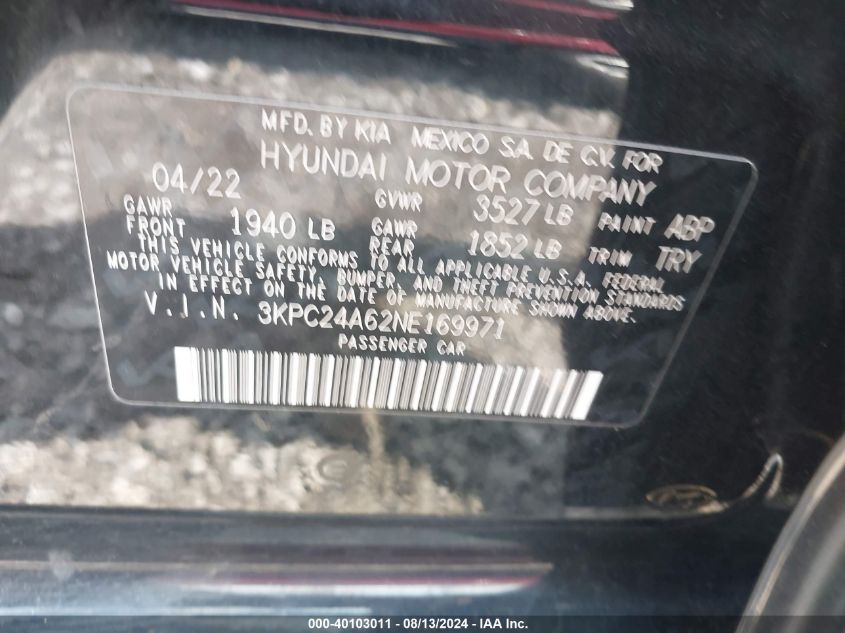 MFD. BY KIA MEXICO S.A. DE C.V. FOR
HYUNDAI MOTOR COMPANY
04/22 GVWR 3527 LB PAINT ABP
GAWR FRONT 1940 LB GAWR REAR 1852 LB TRIM TRY
THIS VEHICLE CONFORMS TO ALL APPLICABLE U.S.A. FEDERAL
MOTOR VEHICLE SAFETY, BUMPER, AND THEFT PREVENTION STANDARDS
IN EFFECT ON THE DATE OF MANUFACTURE SHOWN ABOVE.
V.I.N. 3KPC24A62NE169971
PASSENGER CAR
000-40103011 - 08/13/2024 - IAA Inc.